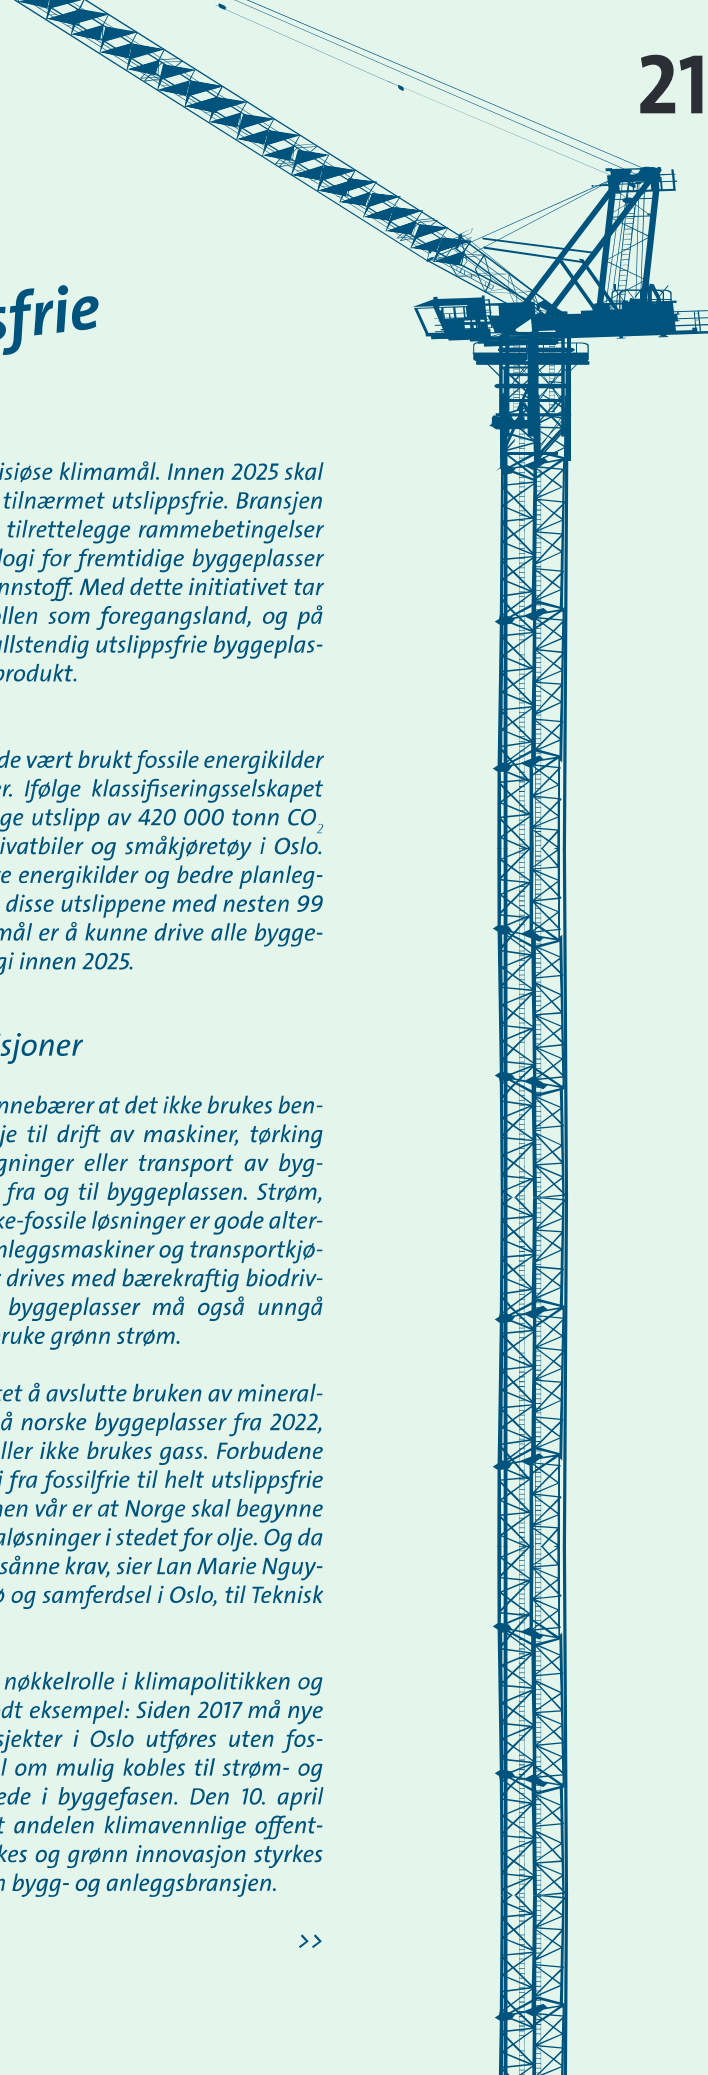 21
sfrie
isiøse klimamål. Innen 2025 skal
tilnærmet utslippsfrie. Bransjen
tilrettelegge rammebetingelser
logi for fremtidige byggeplasser
nnstoff. Med dette initiativet tar
ollen som foregangsland, og på
allstendig utslippsfrie byggeplas-
produkt.
de vært brukt fossile energikilder
er. Ifølge klassifiseringsselskapet
ge utslipp av 420 000 tonn CO2
ivatbiler og småkjøretøy i Oslo.
re energikilder og bedre planleg-
disse utslippene med nesten 99
mål er å kunne drive alle bygge-
gi innen 2025.
sjoner
nnebærer at det ikke brukes ben-
je til drift av maskiner, tørking
gninger eller transport av byg-
fra og til byggeplassen. Strøm,
ke-fossile løsninger er gode alter-
nleggsmaskiner og transportkjø-
r drives med bærekraftig biodriv-
byggeplasser må også unngå
bruke grønn strøm.
tet å avslutte bruken av mineral-
å norske byggeplasser fra 2022,
ller ikke brukes gass. Forbudene
i fra fossilfrie til helt utslippsfrie
nen vår er at Norge skal begynne
aløsninger i stedet for olje. Og da
sånne krav, sier Lan Marie Nguy-
ø og samferdsel i Oslo, til Teknisk
nøkkelrolle i klimapolitikken og
dt eksempel: Siden 2017 må nye
sjekter i Oslo utføres uten fos-
l om mulig kobles til strøm- og
ede i byggefasen. Den 10. april
t andelen klimavennlige offent-
kes og grønn innovasjon styrkes
n bygg- og anleggsbransjen.
>>